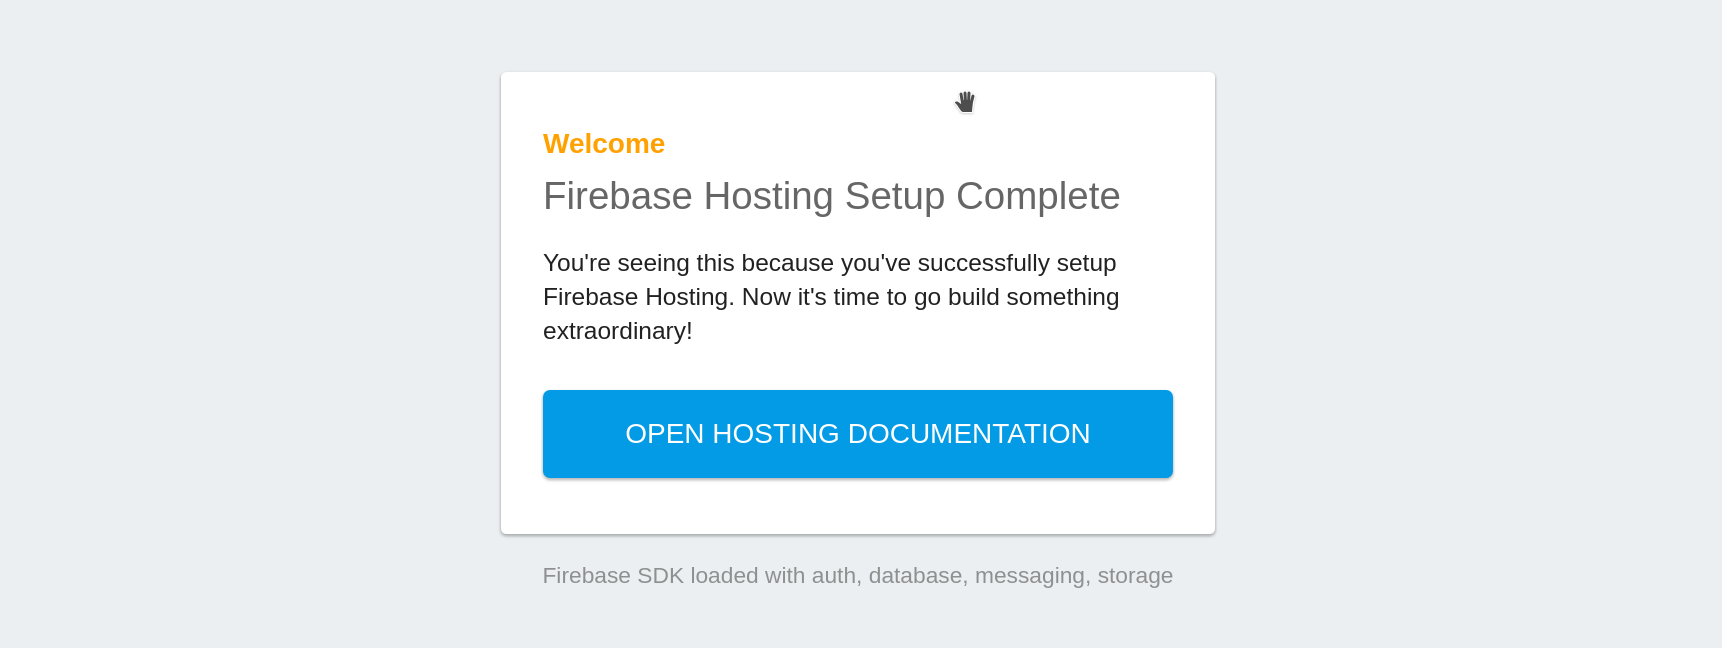 Welcome
Firebase Hosting Setup Complete
You're seeing this because you've successfully setup
Firebase Hosting. Now it's time to go build something
extraordinary!
OPEN HOSTING DOCUMENTATION
Firebase SDK loaded with auth, database, messaging, storage